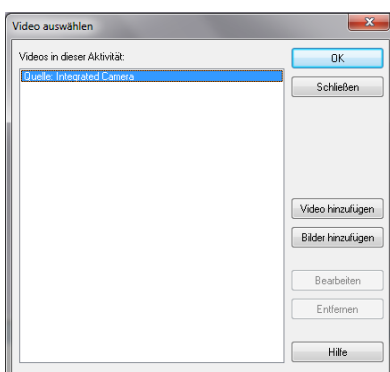 Video auswählen
Videos in dieser Aktivität:
OK
Quelle: Integrated Camera
Schließen
Video hinzufügen
Bilder hinzufügen
Bearbeiten
Entfernen
Hilfe